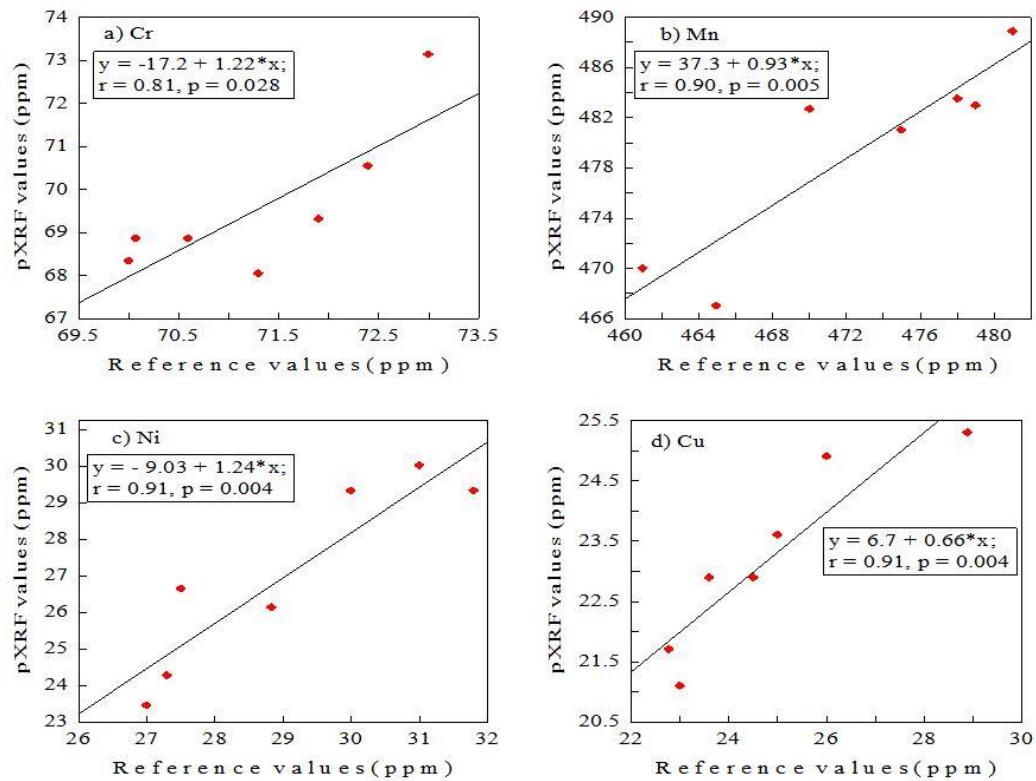 a) Cr
y = -17.2 + 1.22*x;
r = 0.81, p = 0.028
pXRF values (ppm)
74
73
72
71
70
69
68
67
69.5 70.5 71.5 72.5 73.5
Reference values(ppm)
b) Mn
y = 37.3 + 0.93*x;
r = 0.90, p = 0.005
pXRF values (ppm)
490
486
482
478
474
470
466
460 464 468 472 476 480
Reference values(ppm)
c) Ni
y = - 9.03 + 1.24*x;
r = 0.91, p = 0.004
pXRF values (ppm)
31
30
29
28
27
26
25
24
23
26 27 28 29 30 31 32
Reference values(ppm)
d) Cu
y = 6.7 + 0.66*x;
r = 0.91, p = 0.004
pXRF values (ppm)
25.5
24.5
23.5
22.5
21.5
20.5
22 24 26 28 30
Reference values(ppm)